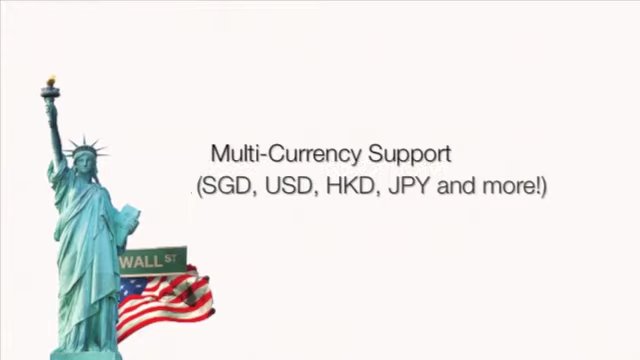 Multi-Currency Support
(SGD, USD, HKD, JPY and more!)
WALL ST